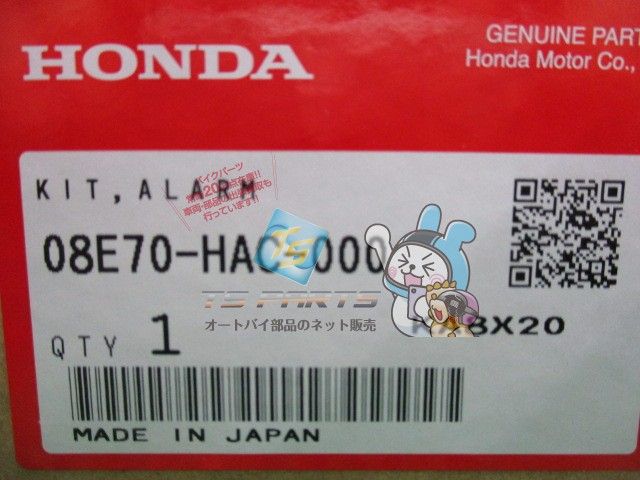 HONDA
GENUINE PART
Honda Motor Co.,
KIT, ALARM
バイクパーツ
行っています!!
08E70-HAC 000
TS PARTS
オートバイ部品のネット販売
QTY 1
MADE IN JAPAN